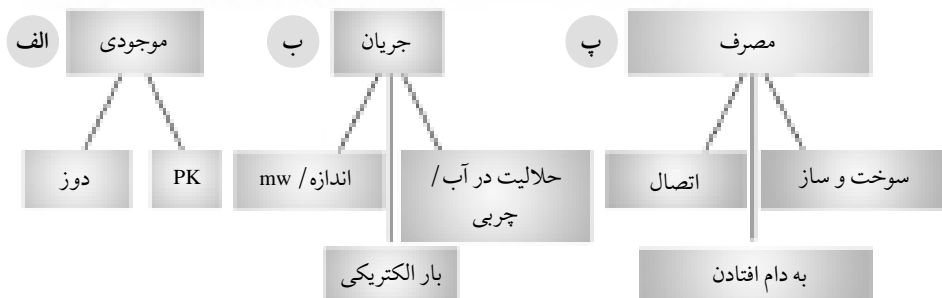 الف
موجودی
دوز
PK
ب
جریان
اندازه/ mw
حلالیت در آب/
چربی
بار الکتریکی
پ
مصرف
اتصال
سوخت و ساز
به دام افتادن